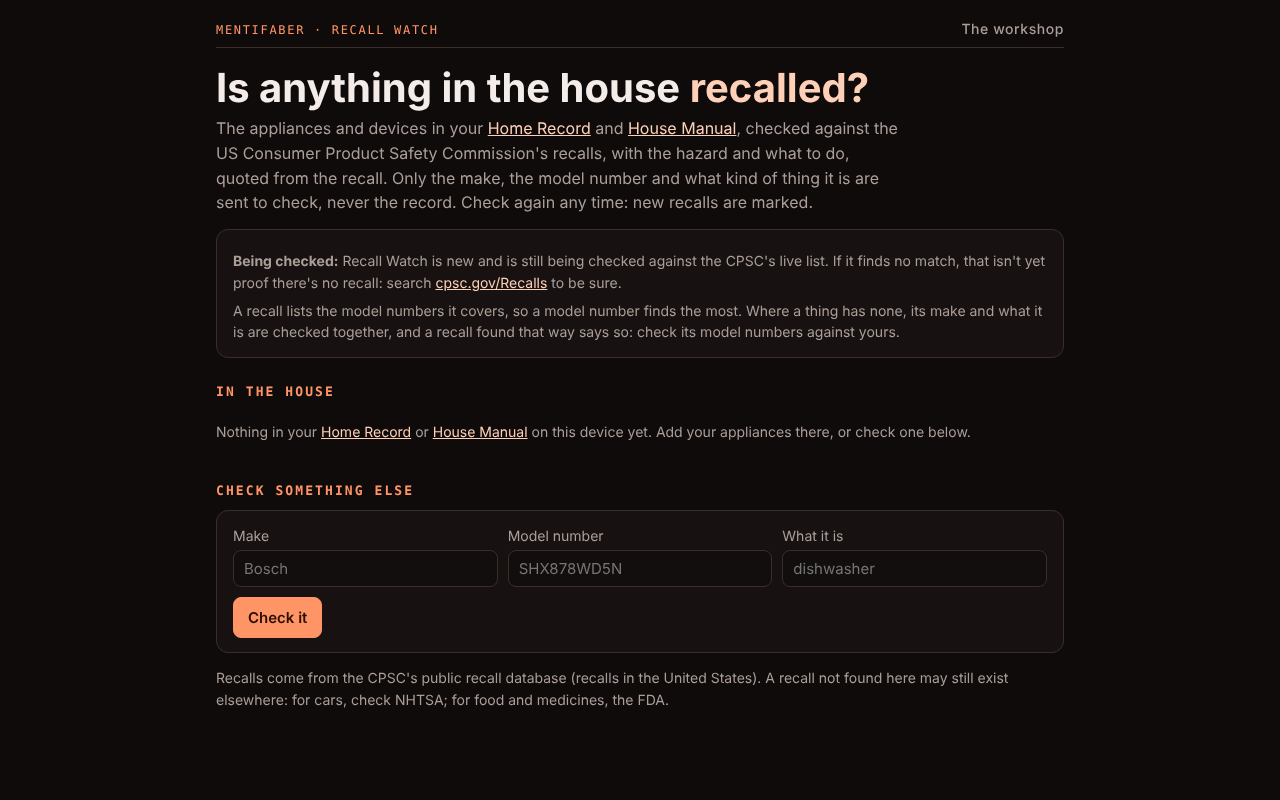 MENTIFABER · RECALL WATCH
The workshop
Is anything in the house recalled?
The appliances and devices in your Home Record and House Manual, checked against the
US Consumer Product Safety Commission's recalls, with the hazard and what to do,
quoted from the recall. Only the make, the model number and what kind of thing it is are
sent to check, never the record. Check again any time: new recalls are marked.
Being checked: Recall Watch is new and is still being checked against the CPSC's live list. If it finds no match, that isn't yet
proof there's no recall: search cpsc.gov/Recalls to be sure.
A recall lists the model numbers it covers, so a model number finds the most. Where a thing has none, its make and what it
is are checked together, and a recall found that way says so: check its model numbers against yours.
IN THE HOUSE
Nothing in your Home Record or House Manual on this device yet. Add your appliances there, or check one below.
CHECK SOMETHING ELSE
Make
Model number
What it is
Bosch
SHX878WD5N
dishwasher
Check it
Recalls come from the CPSC's public recall database (recalls in the United States). A recall not found here may still exist
elsewhere: for cars, check NHTSA; for food and medicines, the FDA.